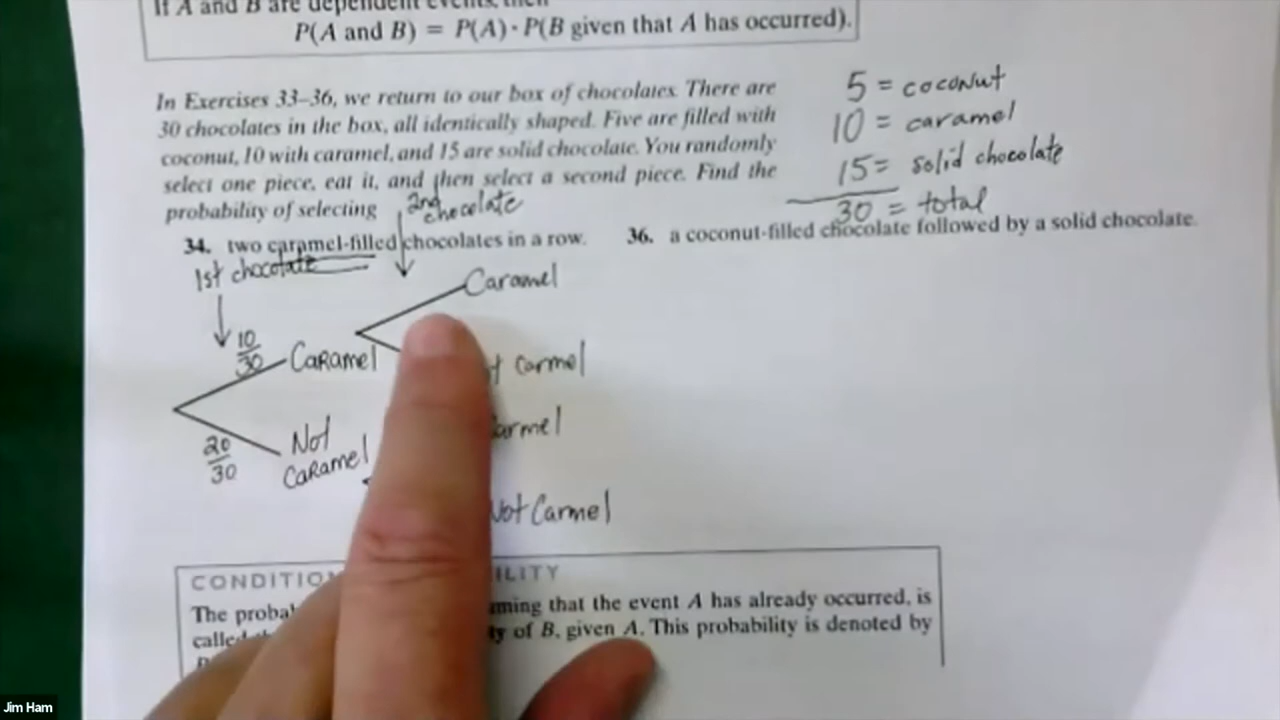 If A and B are dependent events, then
P(A and B) = P(A) · P(B given that A has occurred).
In Exercises 33–36, we return to our box of chocolates. There are
30 chocolates in the box, all identically shaped. Five are filled with
coconut, 10 with caramel, and 15 are solid chocolate. You randomly
select one piece, eat it, and then select a second piece. Find the
probability of selecting
5 = coconut
10 = caramel
15 = solid chocolate
30 = total
2nd
chocolate
34. two caramel-filled chocolates in a row.
36. a coconut-filled chocolate followed by a solid chocolate.
1st chocolate
Caramel
10
30
Caramel
carmel
20
30
Not
Caramel
Not Carmel
The
aming that the event A has already occurred, is
of B, given A. This probability is denoted by
Jim Ham